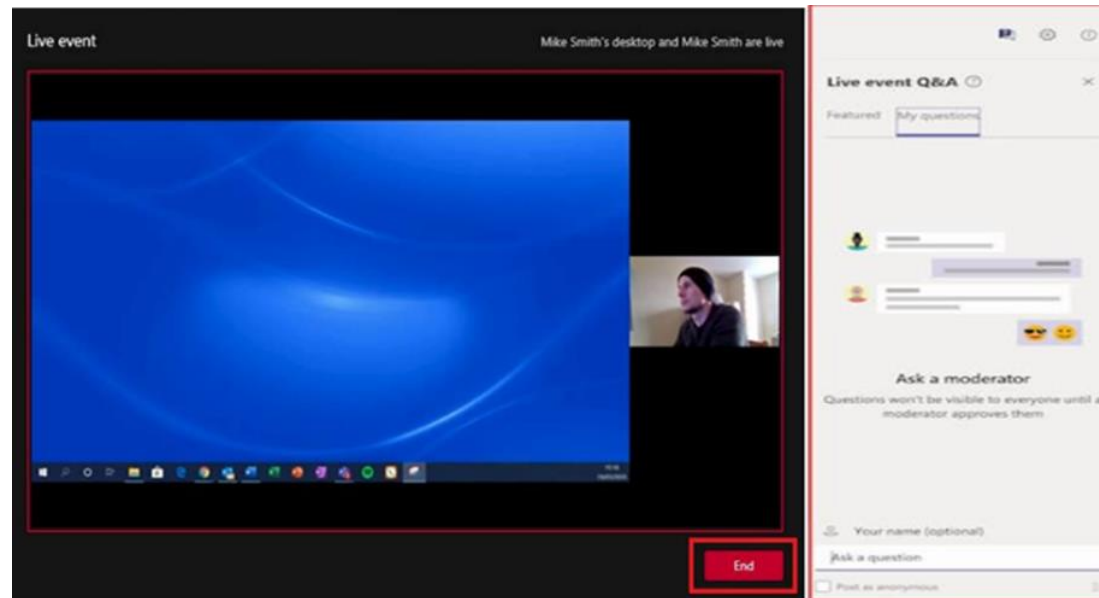 Live event
Mike Smith's desktop and Mike Smith are live
End
Live event Q&A
Featured My questions
Ask a moderator
Questions won't be visible to everyone until a
moderator approves them
Your name (optional)
Ask a question
Post as anonymous